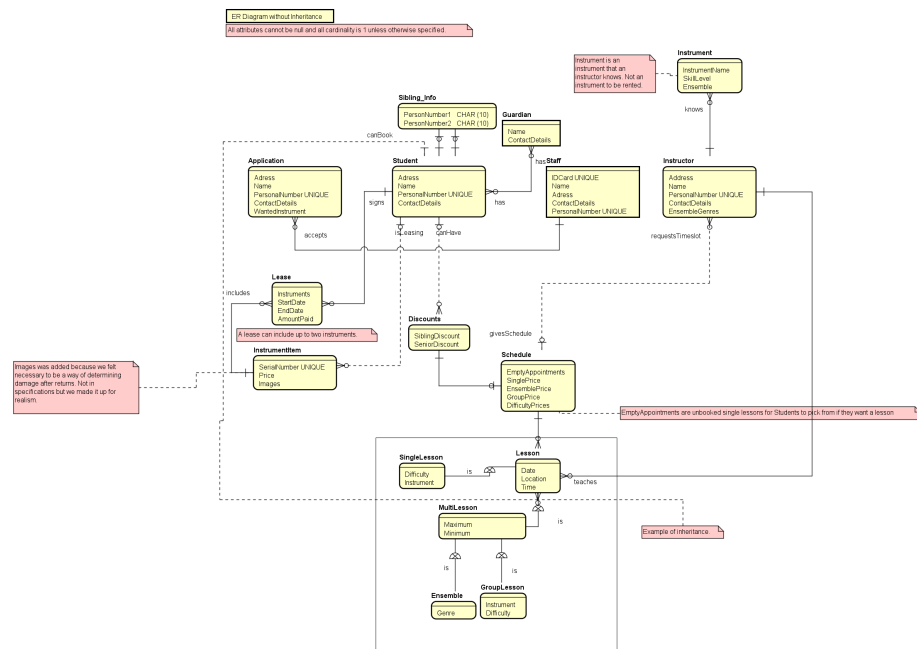 ER Diagram without Inheritance
All attributes cannot be null and all cardinality is 1 unless otherwise specified.
Instrument is an
instrument that an
instructor knows. Not an
instrument to be rented.
Instrument
InstrumentName
SkillLevel
Ensemble
knows
Sibling_Info
PersonNumber1 CHAR (10)
PersonNumber2 CHAR (10)
canBook
Guardian
Name
ContactDetails
has
Application
Adress
Name
PersonalNumber UNIQUE
ContactDetails
WantedInstrument
accepts
Student
Adress
Name
PersonalNumber UNIQUE
ContactDetails
signs
has
isLeasing
canHave
Staff
IDCard UNIQUE
Name
Adress
ContactDetails
PersonalNumber UNIQUE
Instructor
Address
Name
PersonalNumber UNIQUE
ContactDetails
EnsembleGenres
requestsTimeslot
Lease
Instruments
StartDate
EndDate
AmountPaid
includes
A lease can include up to two instruments.
Discounts
SiblingDiscount
SeniorDiscount
givesSchedule
InstrumentItem
SerialNumber UNIQUE
Price
Images
Images was added because we felt
necessary to be a way of determining
damage after returns. Not in
specifications but we made it up for
realism.
Schedule
EmptyAppointments
SinglePrice
EnsemblePrice
GroupPrice
DifficultyPrices
EmptyAppointments are unbooked single lessons for Students to pick from if they want a lesson
SingleLesson
Difficulty
Instrument
is
Lesson
Date
Location
Time
teaches
MultiLesson
Maximum
Minimum
is
Example of inheritance.
is
is
Ensemble
Genre
GroupLesson
Instrument
Difficulty